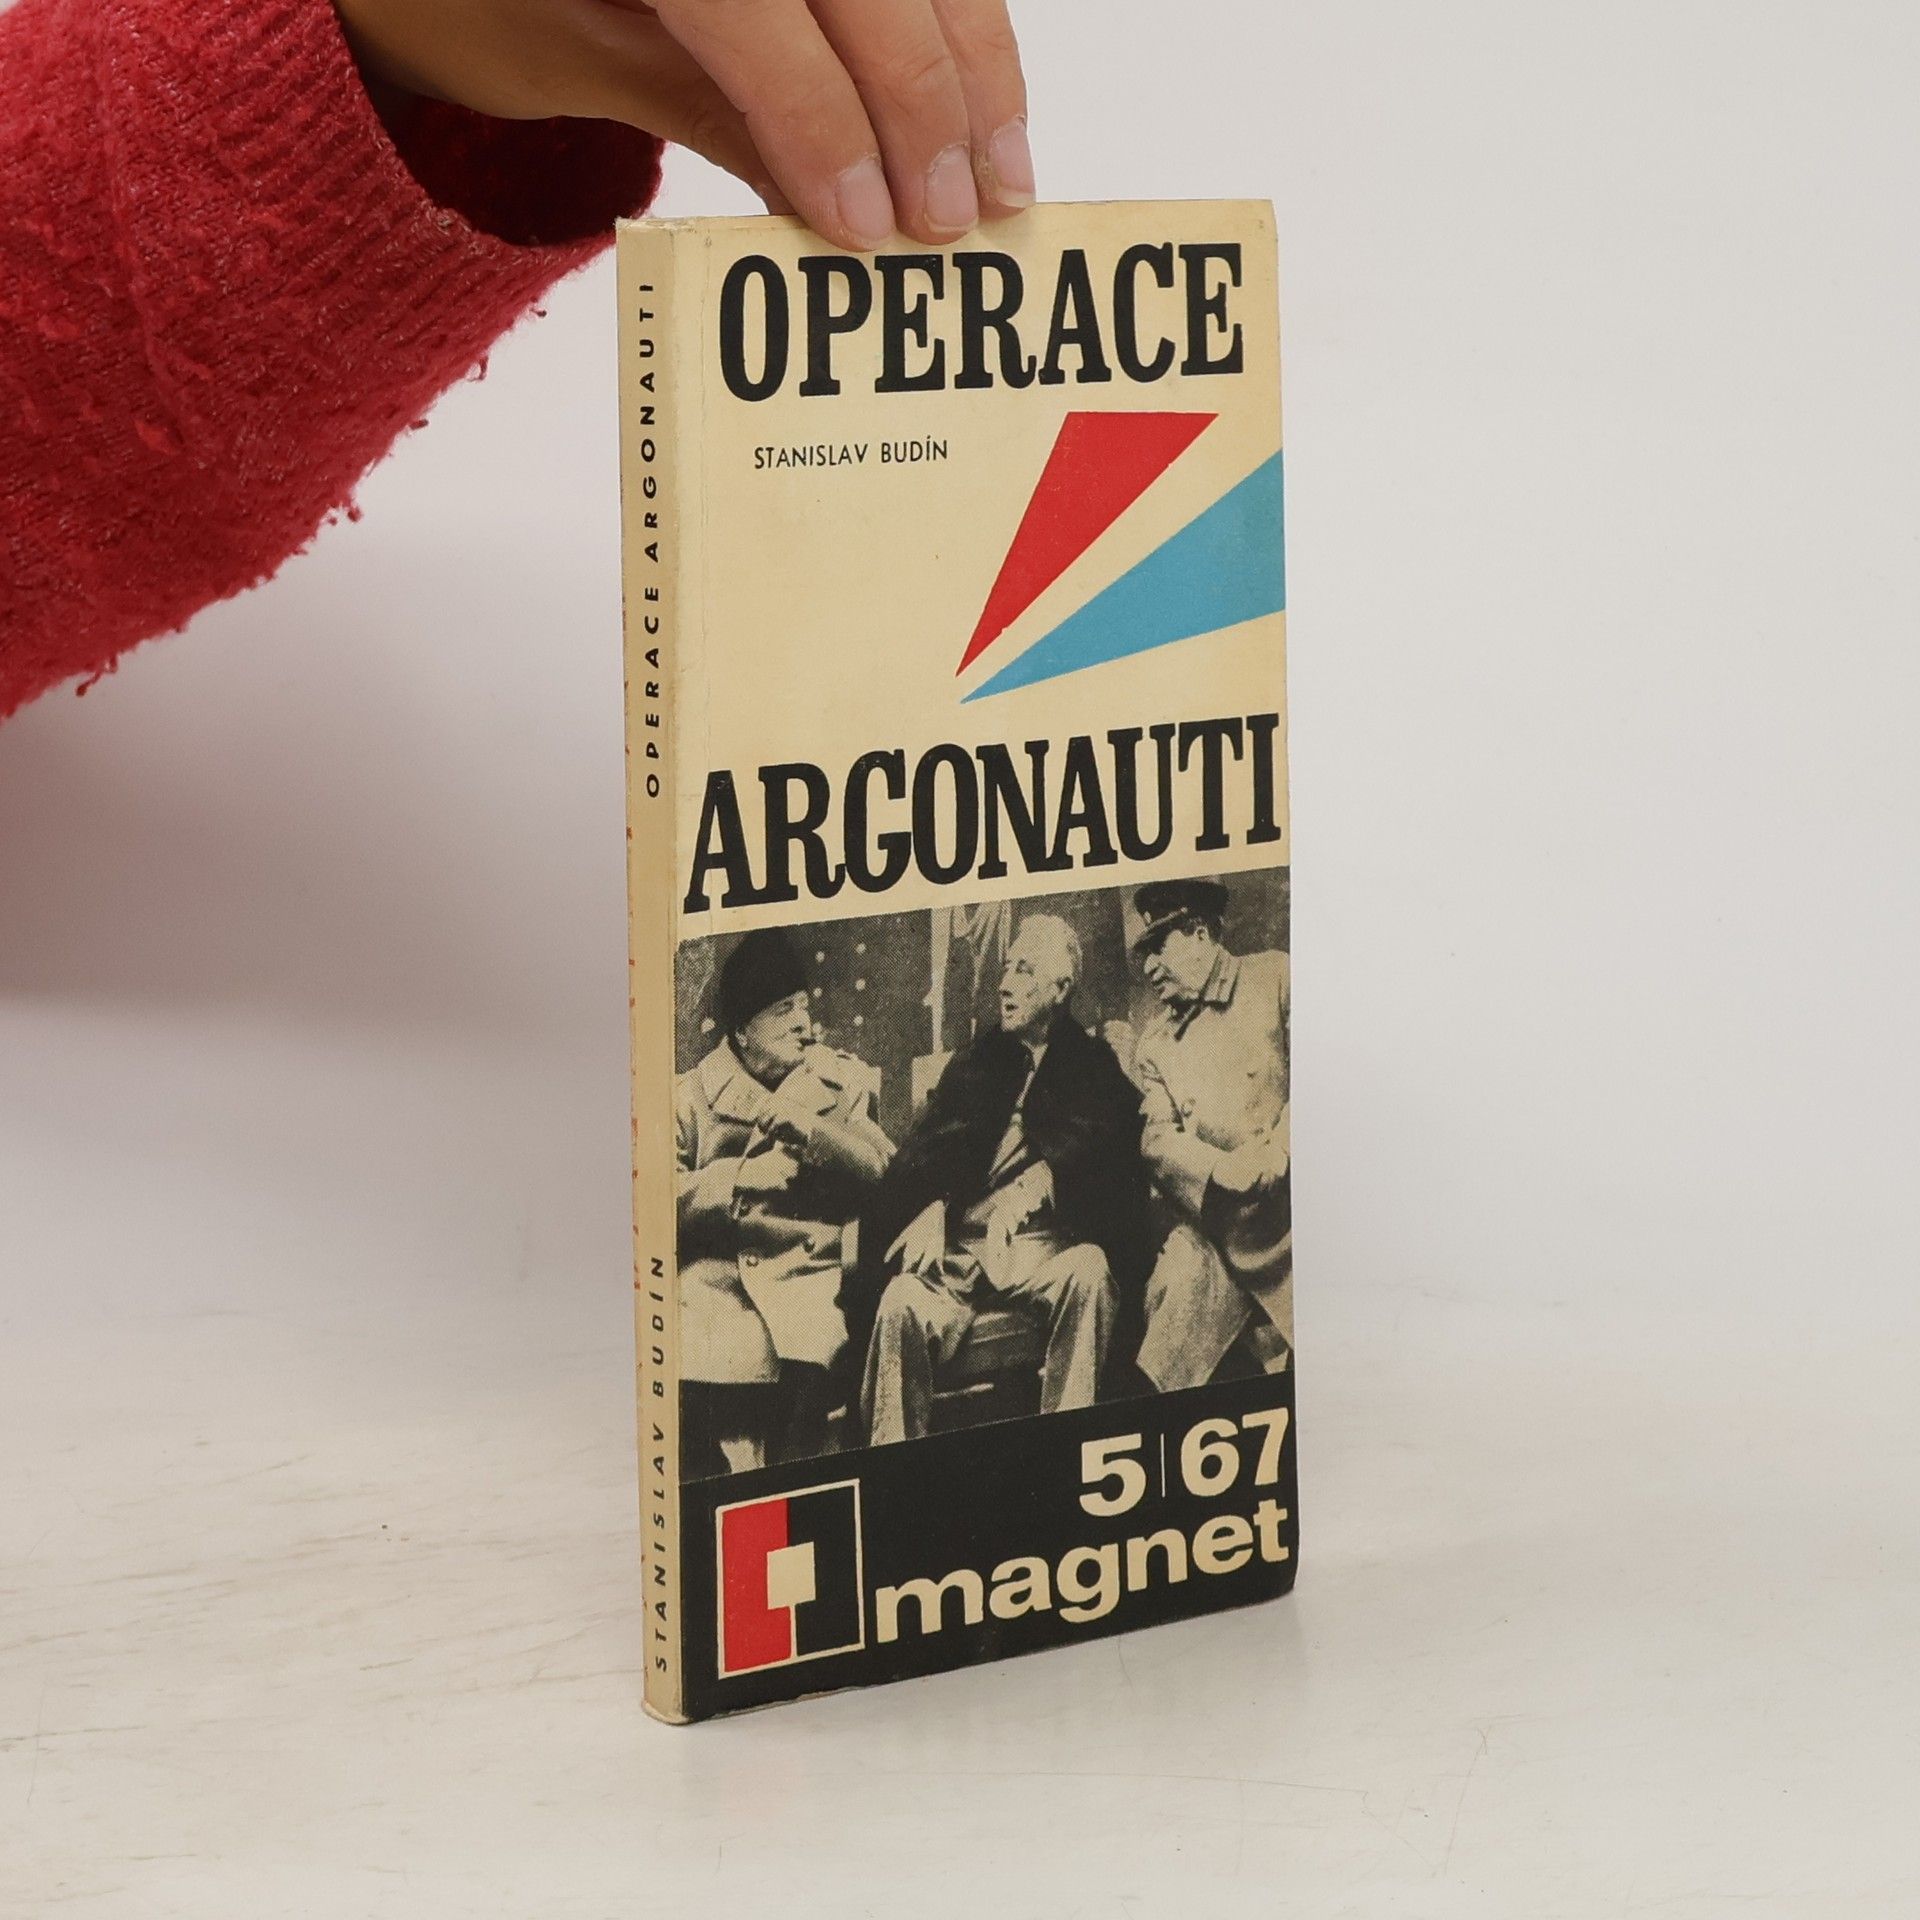 OPERACE
STANISLAV BUDÍN
ARGONAUTI
5|67
magnet
STANISLAV BUDÍN OPERACE ARGONAUTI